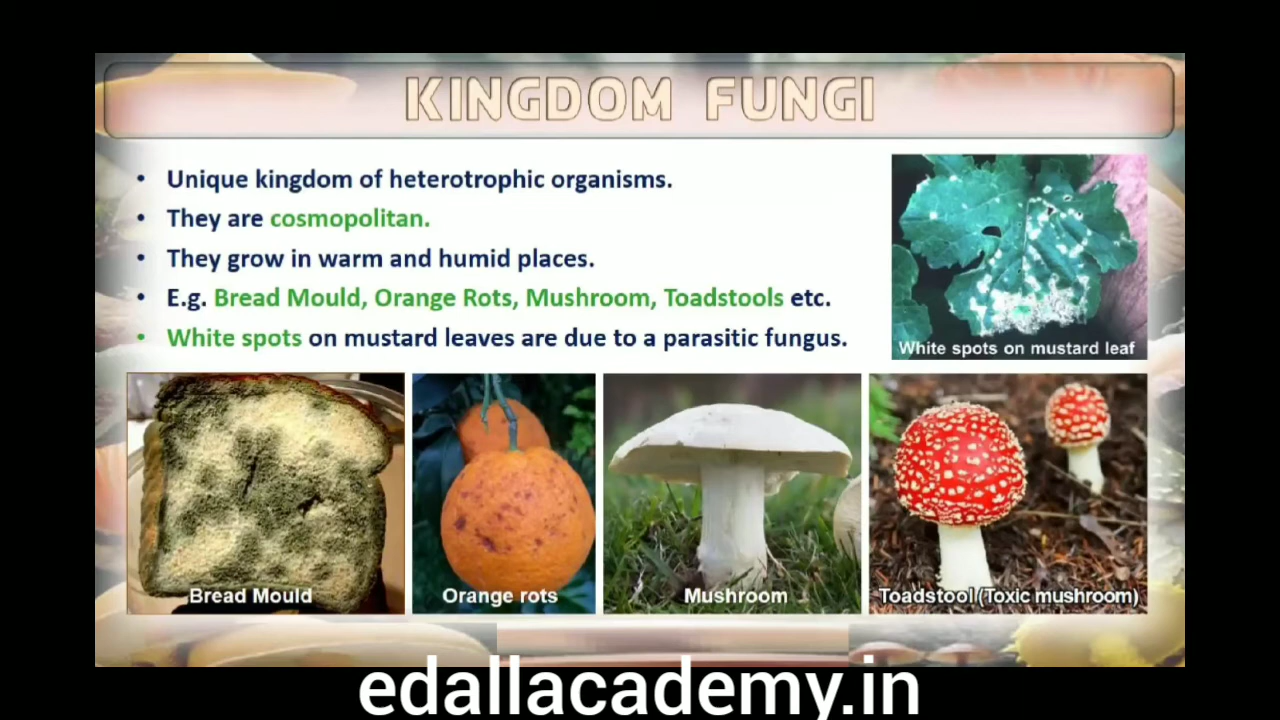 KINGDOM FUNGI
• Unique kingdom of heterotrophic organisms.
• They are cosmopolitan.
• They grow in warm and humid places.
• E.g. Bread Mould, Orange Rots, Mushroom, Toadstools etc.
• White spots on mustard leaves are due to a parasitic fungus.
White spots on mustard leaf
Bread Mould
Orange rots
Mushroom
Toadstool (Toxic mushroom)
edallacademy.in